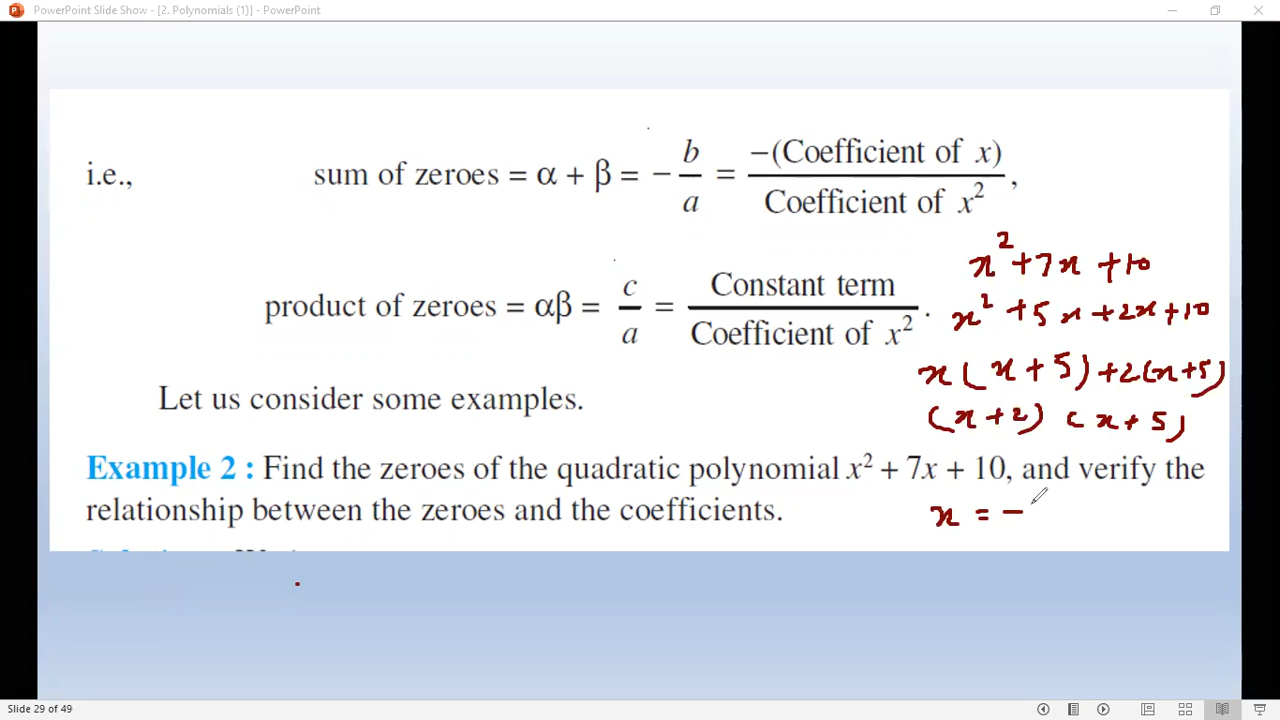 PowerPoint Slide Show - [2. Polynomials (1)] - PowerPoint
i.e., sum of zeroes = α + β = − b/a = −(Coefficient of x) / Coefficient of x²,
product of zeroes = αβ = c/a = Constant term / Coefficient of x².
Let us consider some examples.
x² + 7x + 10
x² + 5x + 2x + 10
x(x + 5) + 2(x + 5)
(x + 2) (x + 5)
Example 2 : Find the zeroes of the quadratic polynomial x² + 7x + 10, and verify the
relationship between the zeroes and the coefficients.
x = −
Slide 29 of 49